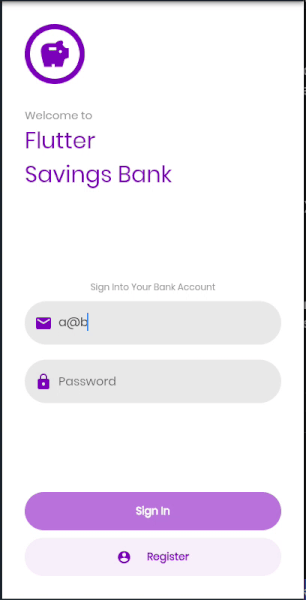 Welcome to
Flutter
Savings Bank
Sign Into Your Bank Account
a@b
Password
Sign In
Register